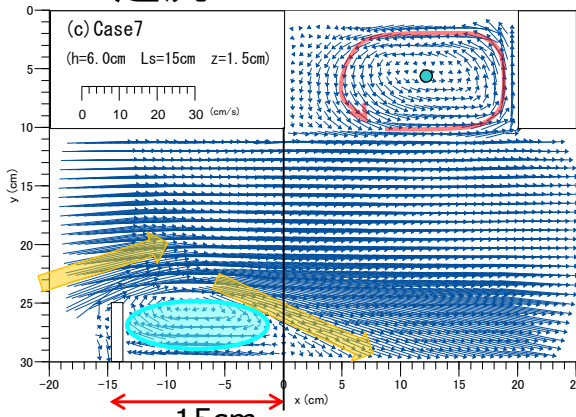 (c) Case7
(h=6.0cm Ls=15cm z=1.5cm)
0 10 20 30 (cm/s)
0
5
10
15
20
25
30
y (cm)
−20 −15 −10 −5 0 5 10 15 20
x (cm)
15cm